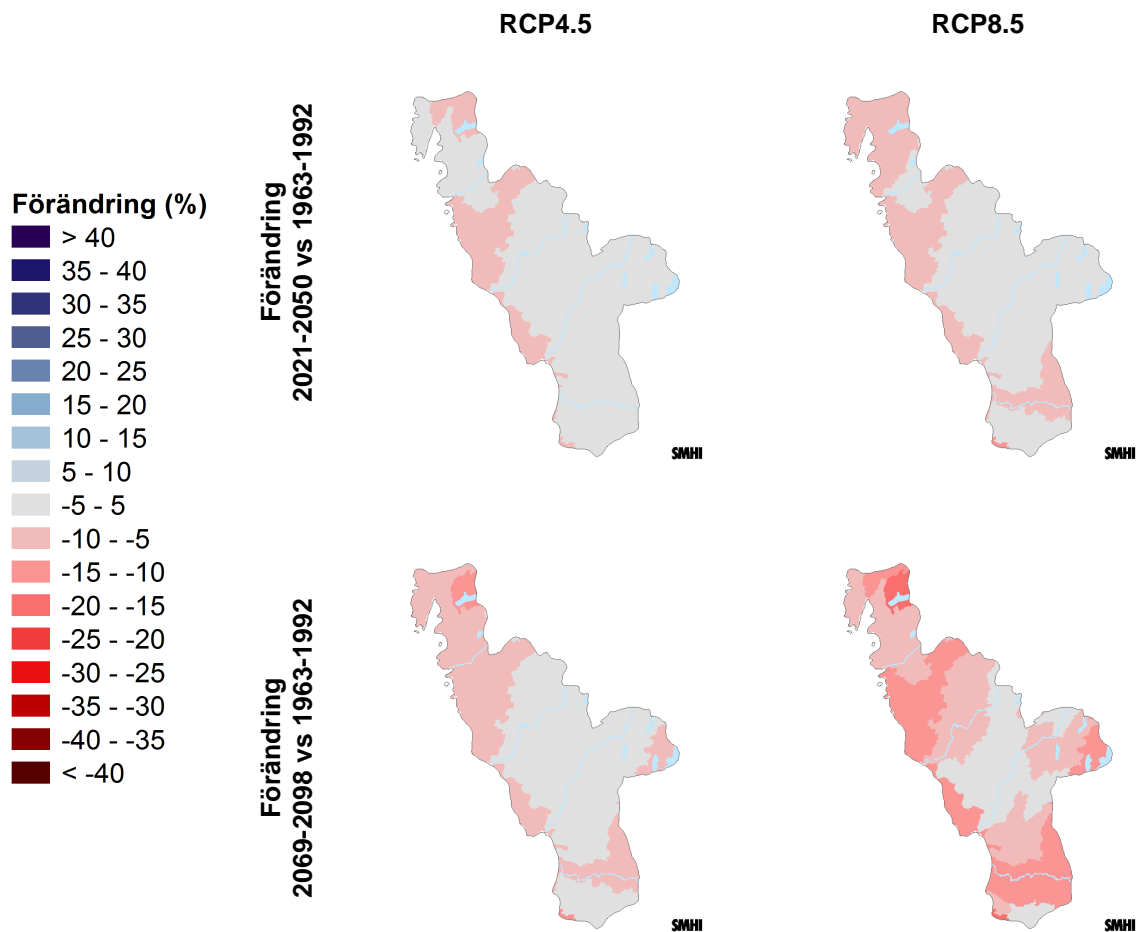 RCP4.5
RCP8.5
Förändring
2021-2050 vs 1963-1992
Förändring (%)
> 40
35 - 40
30 - 35
25 - 30
20 - 25
15 - 20
10 - 15
5 - 10
-5 - 5
-10 - -5
-15 - -10
-20 - -15
-25 - -20
-30 - -25
-35 - -30
-40 - -35
< -40
SMHI
SMHI
Förändring
2069-2098 vs 1963-1992
SMHI
SMHI